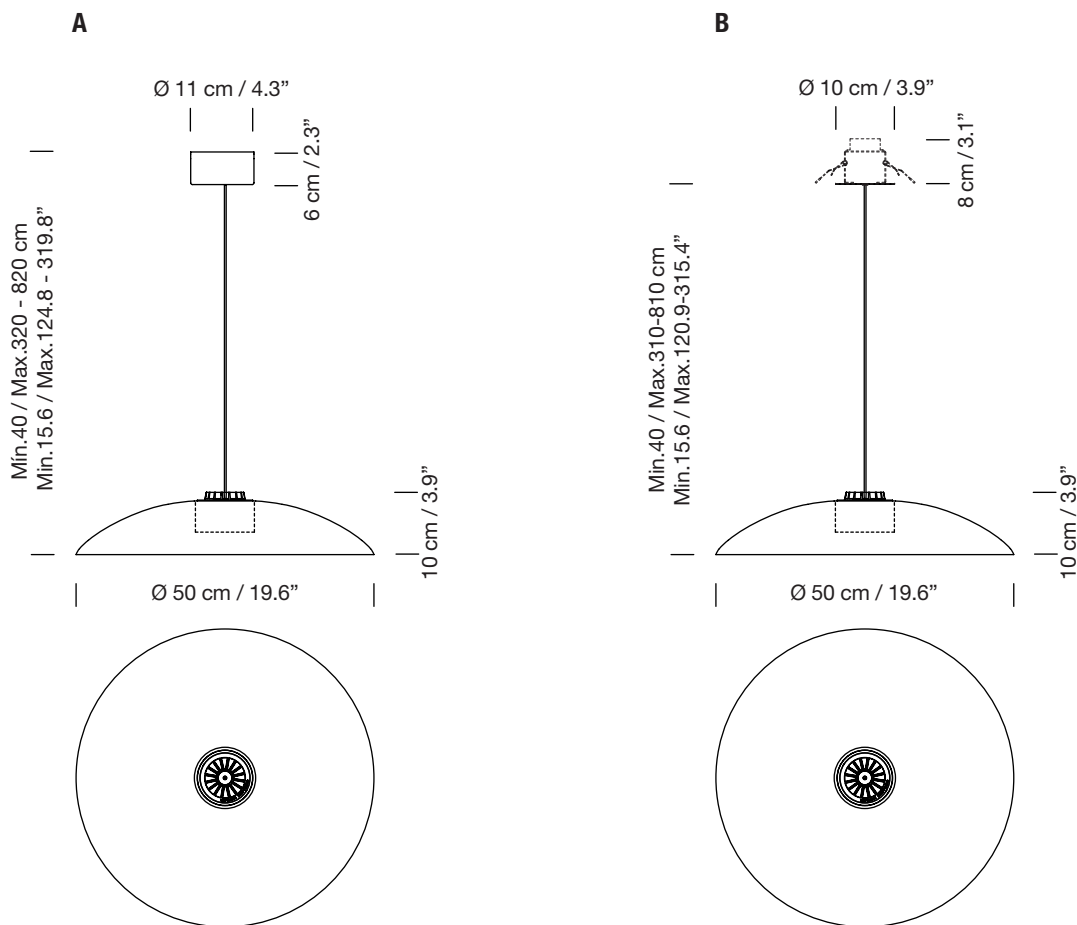 A
Ø 11 cm / 4.3”
6 cm / 2.3”
Mín.40 / Max.320 - 820 cm
Min.15.6 / Max.124.8 - 319.8”
10 cm / 3.9”
Ø 50 cm / 19.6”
B
Ø 10 cm / 3.9”
8 cm / 3.1”
Mín.40 / Max.310-810 cm
Min.15.6 / Max.120.9-315.4”
10 cm / 3.9”
Ø 50 cm / 19.6”